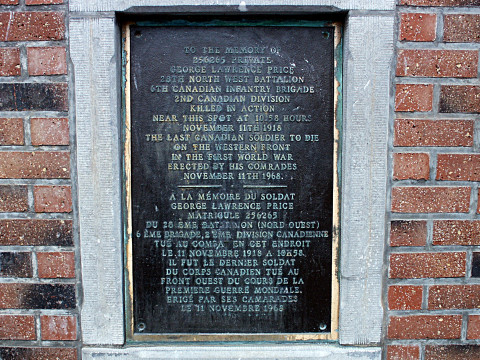 TO THE MEMORY OF
256265 PRIVATE
GEORGE LAWRENCE PRICE
28TH NORTH WEST BATTALION
6TH CANADIAN INFANTRY BRIGADE
2ND CANADIAN DIVISION
KILLED IN ACTION
NEAR THIS SPOT AT 10.58 HOURS
NOVEMBER 11TH 1918
THE LAST CANADIAN SOLDIER TO DIE
ON THE WESTERN FRONT
IN THE FIRST WORLD WAR
ERECTED BY HIS COMRADES
NOVEMBER 11TH 1968.
A LA MÉMOIRE DU SOLDAT
GEORGE LAWRENCE PRICE
MATRICULE 256265
DU 28 ÈME BATAILLON (NORD OUEST)
6 ÈME BRIGADE, 2 ÈME DIVISION CANADIENNE
TUÉ AU COMBAT EN CET ENDROIT
LE 11 NOVEMBRE 1918 A 10H58.
IL FUT LE DERNIER SOLDAT
DU CORPS CANADIEN TUÉ AU
FRONT OUEST DU COURS DE LA
PREMIERE GUERRE MONDIALE.
ÉRIGÉ PAR SES CAMARADES
LE 11 NOVEMBRE 1968